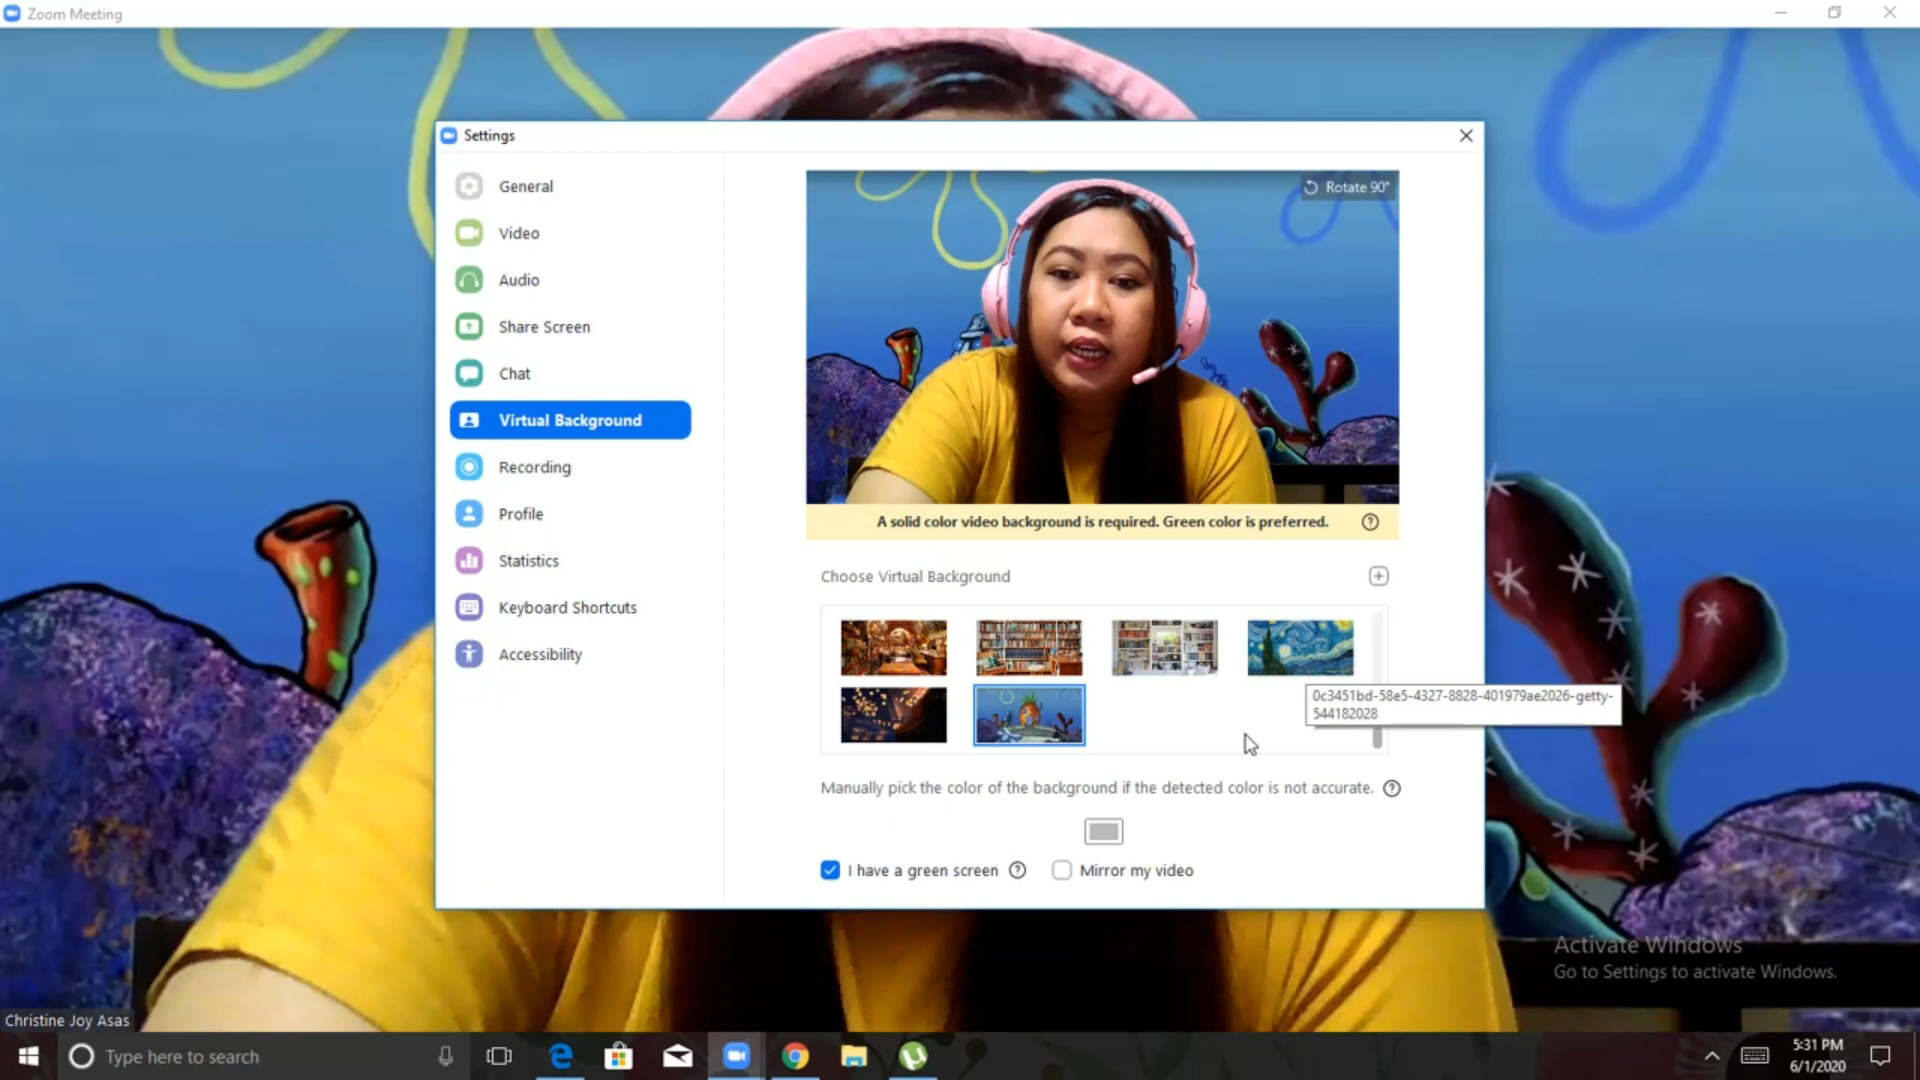 Zoom Meeting
Settings
General
Video
Audio
Share Screen
Chat
Virtual Background
Recording
Profile
Statistics
Keyboard Shortcuts
Accessibility
Rotate 90°
A solid color video background is required. Green color is preferred.
Choose Virtual Background
0c3451bd-58e5-4327-8828-401979ae2026-getty-
544182028
Manually pick the color of the background if the detected color is not accurate.
I have a green screen
Mirror my video
Activate Windows
Go to Settings to activate Windows.
Christine Joy Asas
Type here to search
5:31 PM
6/1/2020